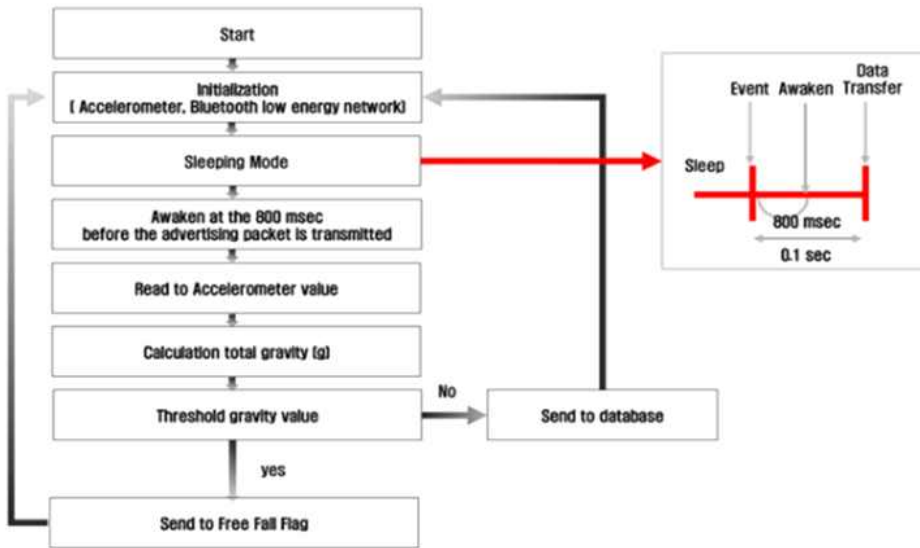 Start
Initialization
( Accelerometer, Bluetooth low energy network)
Sleeping Mode
Awaken at the 800 msec
before the advertising packet is transmitted
Read to Accelerometer value
Calculation total gravity (g)
Threshold gravity value
No
Send to database
yes
Send to Free Fall Flag
Event
Awaken
Data
Transfer
Sleep
800 msec
0.1 sec